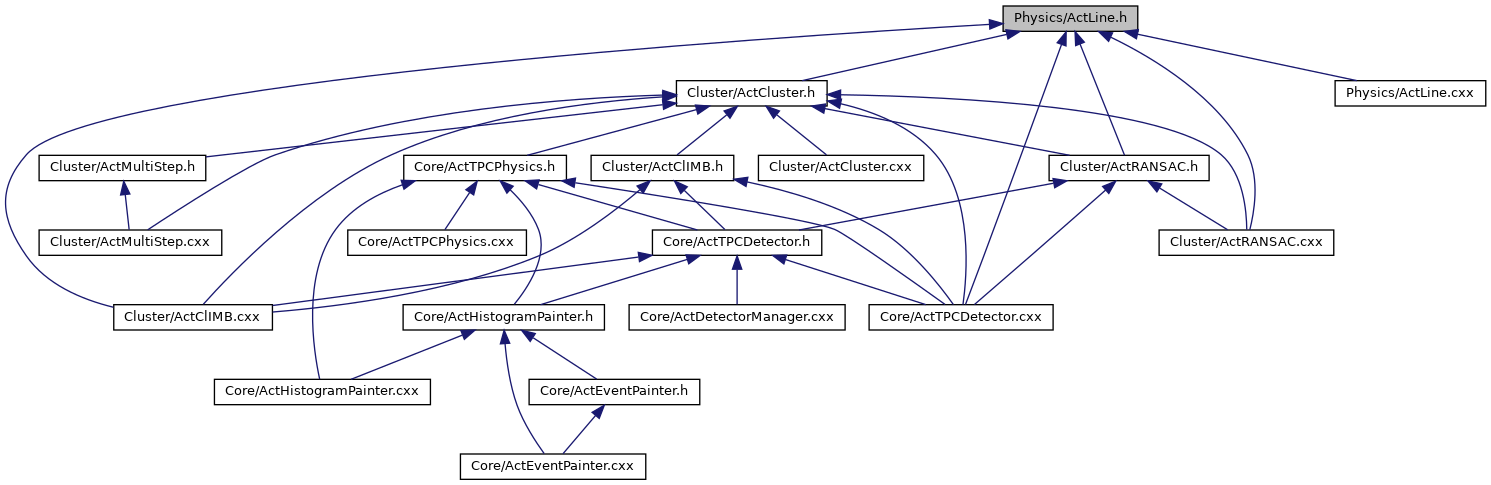 Physics/ActLine.h
Cluster/ActCluster.h
Physics/ActLine.cxx
Cluster/ActMultiStep.h
Core/ActTPCPhysics.h
Cluster/ActClIMB.h
Cluster/ActCluster.cxx
Cluster/ActRANSAC.h
Cluster/ActMultiStep.cxx
Core/ActTPCPhysics.cxx
Core/ActTPCDetector.h
Cluster/ActRANSAC.cxx
Cluster/ActClIMB.cxx
Core/ActHistogramPainter.h
Core/ActDetectorManager.cxx
Core/ActTPCDetector.cxx
Core/ActHistogramPainter.cxx
Core/ActEventPainter.h
Core/ActEventPainter.cxx